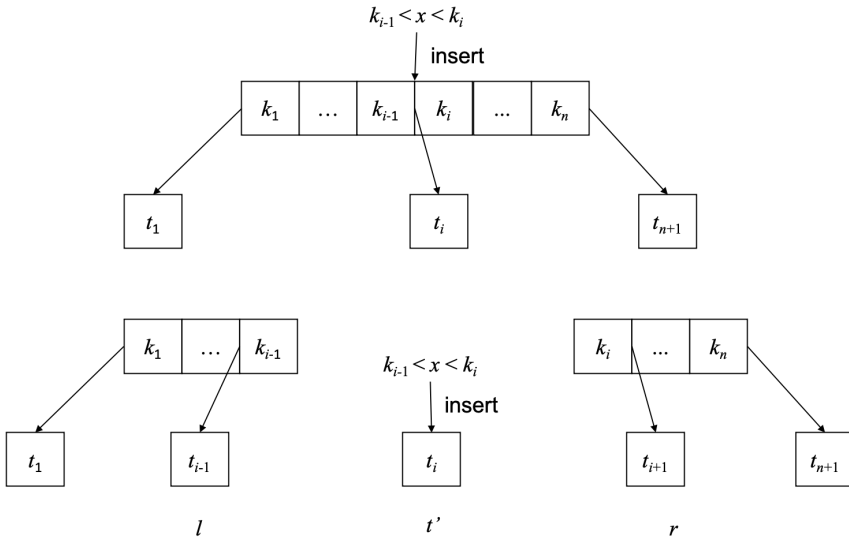 k_{i-1} < x < k_i
insert
k_1 … k_{i-1} k_i ... k_n
t_1 t_i t_{n+1}
k_1 … k_{i-1} k_i ... k_n
k_{i-1} < x < k_i
insert
t_1 t_{i-1} t_i t_{i+1} t_{n+1}
l t’ r